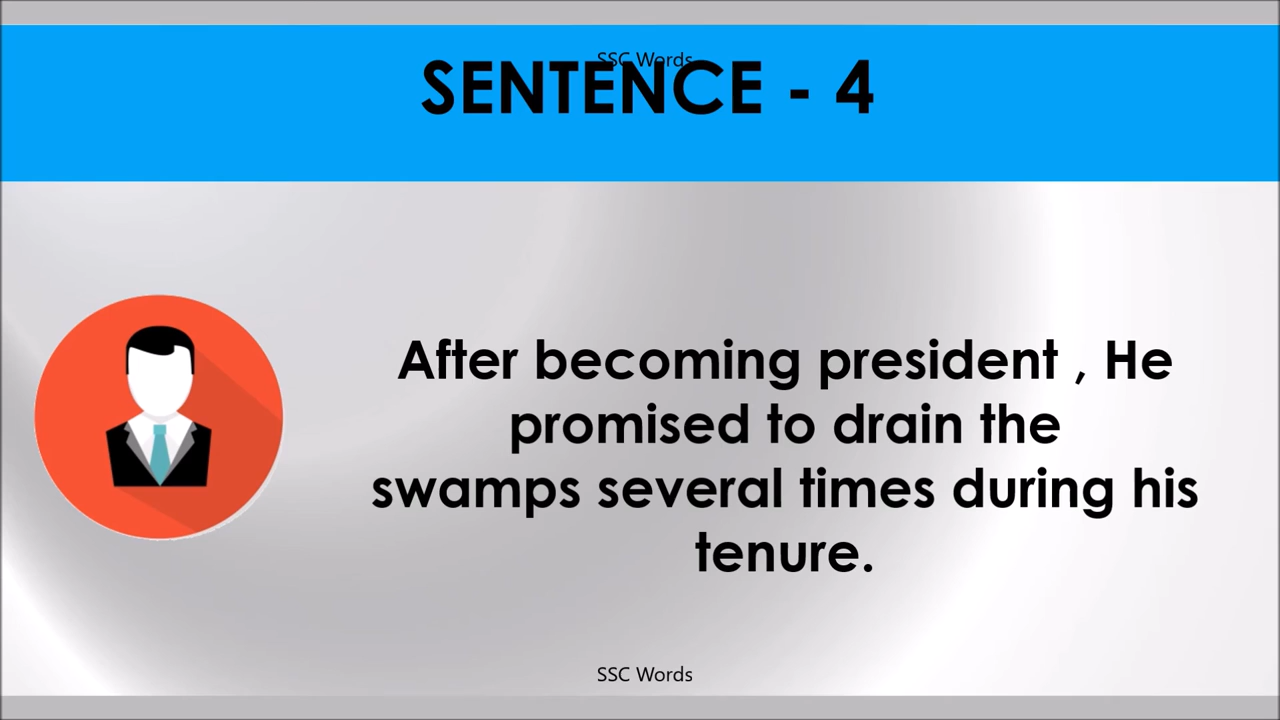 SSC Words
SENTENCE - 4
After becoming president , He
promised to drain the
swamps several times during his
tenure.
SSC Words